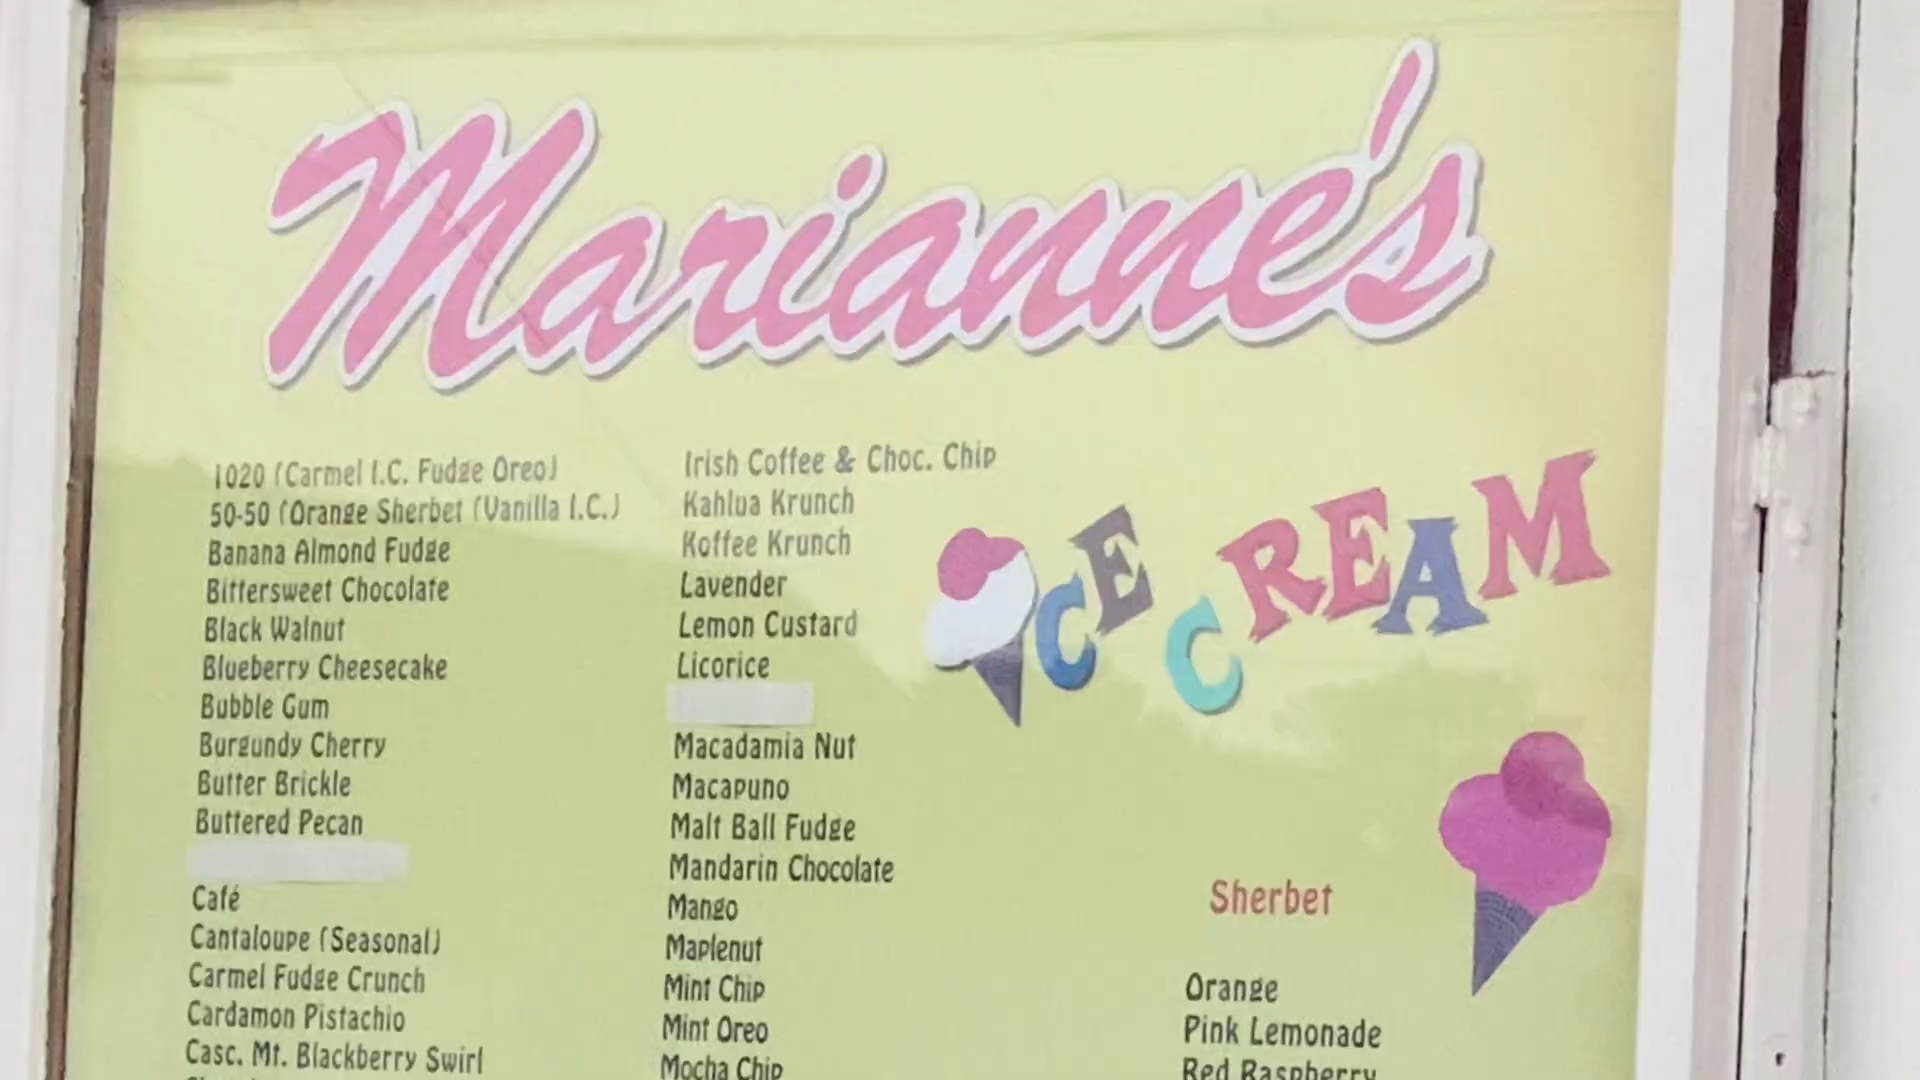 Marianne's
1020 (Carmel I.C. Fudge Oreo)
50-50 (Orange Sherbet (Vanilla I.C.)
Banana Almond Fudge
Bittersweet Chocolate
Black Walnut
Blueberry Cheesecake
Bubble Gum
Burgundy Cherry
Butter Brickle
Buttered Pecan
Café
Cantaloupe (Seasonal)
Carmel Fudge Crunch
Cardamon Pistachio
Casc. Mt. Blackberry Swirl
Irish Coffee & Choc. Chip
Kahlua Krunch
Koffee Krunch
Lavender
Lemon Custard
Licorice
Macadamia Nut
Macapuno
Malt Ball Fudge
Mandarin Chocolate
Mango
Maplenut
Mint Chip
Mint Oreo
Mocha Chip
ICE CREAM
Sherbet
Orange
Pink Lemonade
Red Raspberry